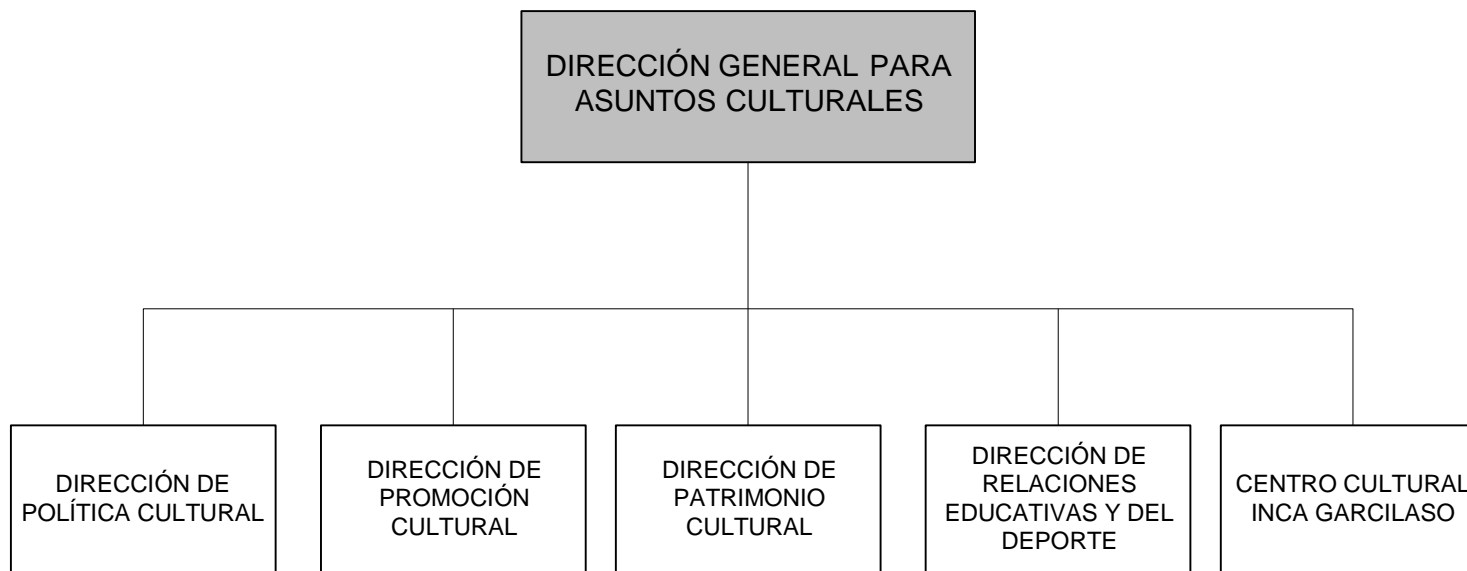 DIRECCIÓN GENERAL PARA
ASUNTOS CULTURALES
DIRECCIÓN DE
POLÍTICA CULTURAL
DIRECCIÓN DE
PROMOCIÓN
CULTURAL
DIRECCIÓN DE
PATRIMONIO
CULTURAL
DIRECCIÓN DE
RELACIONES
EDUCATIVAS Y DEL
DEPORTE
CENTRO CULTURAL
INCA GARCILASO